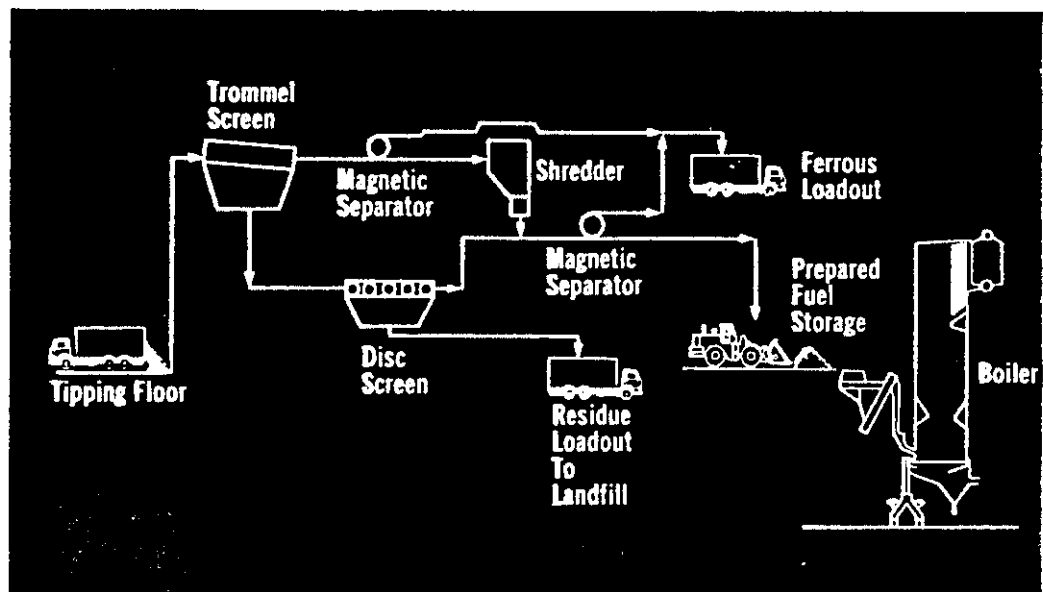 Trommel
Screen
Magnetic
Separator
Shredder
Ferrous
Loadout
Magnetic
Separator
Prepared
Fuel
Storage
Tipping Floor
Disc
Screen
Boiler
Residue
Loadout
To
Landfill